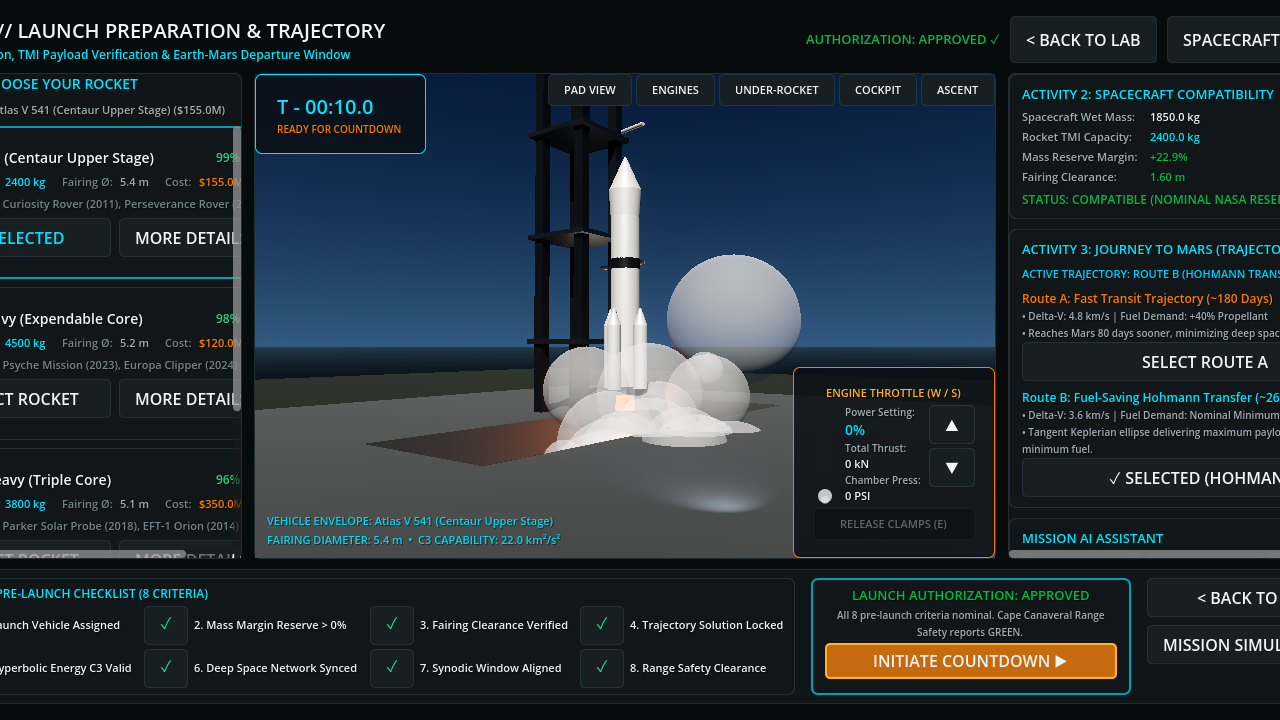 // LAUNCH PREPARATION & TRAJECTORY
on, TMI Payload Verification & Earth-Mars Departure Window
AUTHORIZATION: APPROVED ✓
< BACK TO LAB
SPACECRAFT
OOSE YOUR ROCKET
tlas V 541 (Centaur Upper Stage) ($155.0M)
(Centaur Upper Stage)
99%
2400 kg Fairing Ø: 5.4 m Cost: $155.0M
Curiosity Rover (2011), Perseverance Rover (2
ELECTED
MORE DETAIL
vy (Expendable Core)
98%
4500 kg Fairing Ø: 5.2 m Cost: $120.0M
Psyche Mission (2023), Europa Clipper (2024)
CT ROCKET
MORE DETAIL
eavy (Triple Core)
96%
3800 kg Fairing Ø: 5.1 m Cost: $350.0M
Parker Solar Probe (2018), EFT-1 Orion (2014)
CT ROCKET
MORE DETAIL
T - 00:10.0
READY FOR COUNTDOWN
PAD VIEW
ENGINES
UNDER-ROCKET
COCKPIT
ASCENT
ENGINE THROTTLE (W / S)
Power Setting:
0%
▲
Total Thrust:
0 kN
▼
Chamber Press:
0 PSI
RELEASE CLAMPS (E)
VEHICLE ENVELOPE: Atlas V 541 (Centaur Upper Stage)
FAIRING DIAMETER: 5.4 m • C3 CAPABILITY: 22.0 km²/s²
ACTIVITY 2: SPACECRAFT COMPATIBILITY
Spacecraft Wet Mass: 1850.0 kg
Rocket TMI Capacity: 2400.0 kg
Mass Reserve Margin: +22.9%
Fairing Clearance: 1.60 m
STATUS: COMPATIBLE (NOMINAL NASA RESE
ACTIVITY 3: JOURNEY TO MARS (TRAJECTO
ACTIVE TRAJECTORY: ROUTE B (HOHMANN TRANS
Route A: Fast Transit Trajectory (~180 Days)
• Delta-V: 4.8 km/s | Fuel Demand: +40% Propellant
• Reaches Mars 80 days sooner, minimizing deep spac
SELECT ROUTE A
Route B: Fuel-Saving Hohmann Transfer (~26
• Delta-V: 3.6 km/s | Fuel Demand: Nominal Minimum
• Tangent Keplerian ellipse delivering maximum paylo
minimum fuel.
✓ SELECTED (HOHMAN
MISSION AI ASSISTANT
PRE-LAUNCH CHECKLIST (8 CRITERIA)
aunch Vehicle Assigned ✓ 2. Mass Margin Reserve > 0% ✓ 3. Fairing Clearance Verified ✓ 4. Trajectory Solution Locked
yperbolic Energy C3 Valid ✓ 6. Deep Space Network Synced ✓ 7. Synodic Window Aligned ✓ 8. Range Safety Clearance
LAUNCH AUTHORIZATION: APPROVED
All 8 pre-launch criteria nominal. Cape Canaveral Range
Safety reports GREEN.
INITIATE COUNTDOWN ▶
< BACK TO
MISSION SIMUL